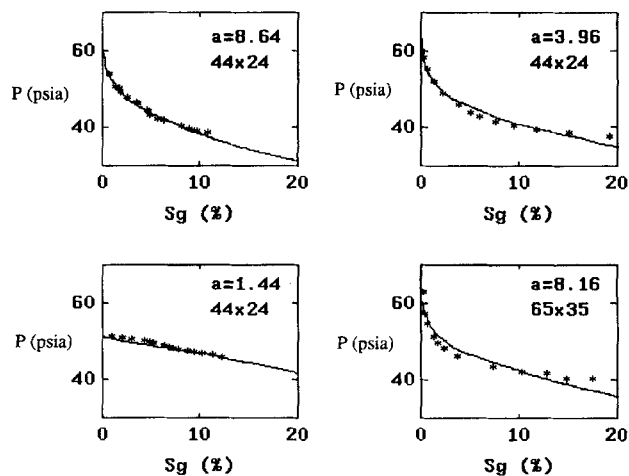 a=8.64
44x24
60
P (psia)
40
0 10 20
Sg (%)
a=3.96
44x24
60
P (psia)
40
0 10 20
Sg (%)
a=1.44
44x24
60
P (psia)
40
0 10 20
Sg (%)
a=8.16
65x35
60
P (psia)
40
0 10 20
Sg (%)